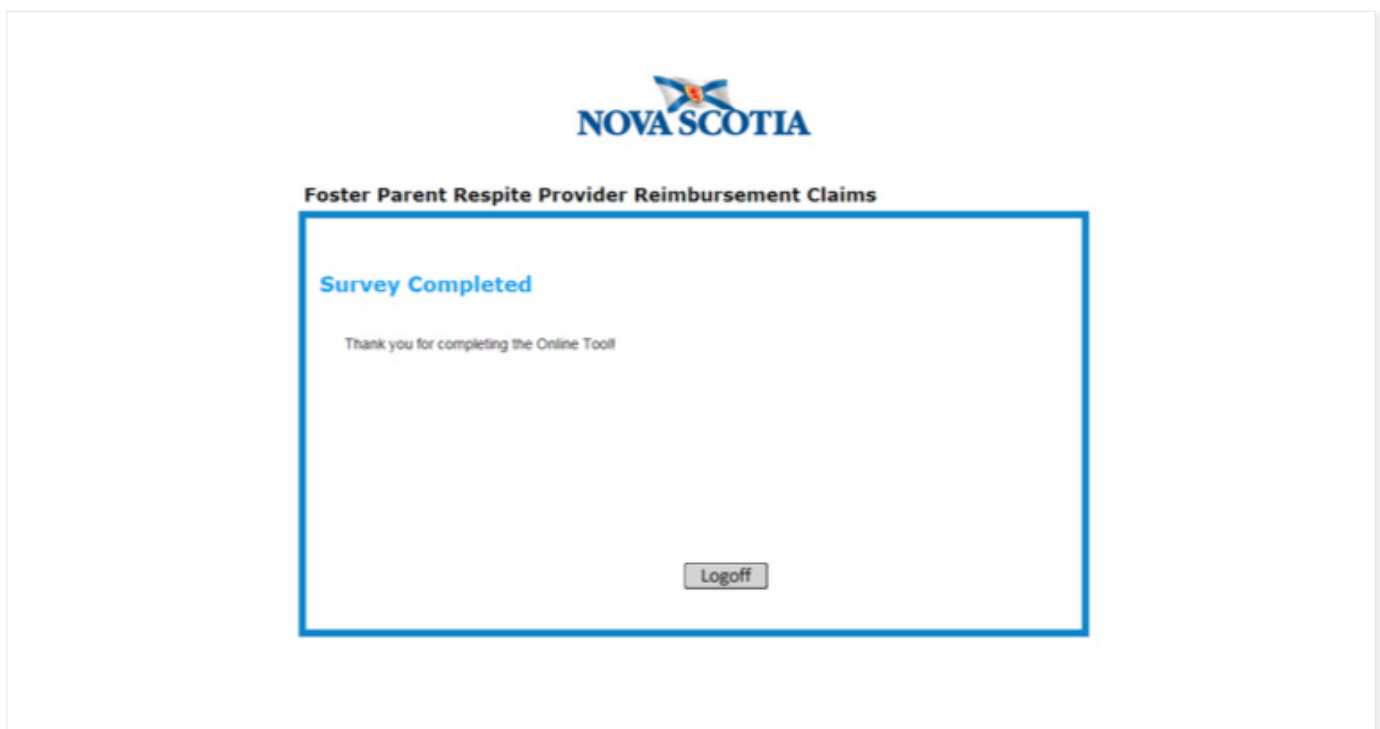 NOVA SCOTIA
Foster Parent Respite Provider Reimbursement Claims
Survey Completed
Thank you for completing the Online Tool!
Logoff